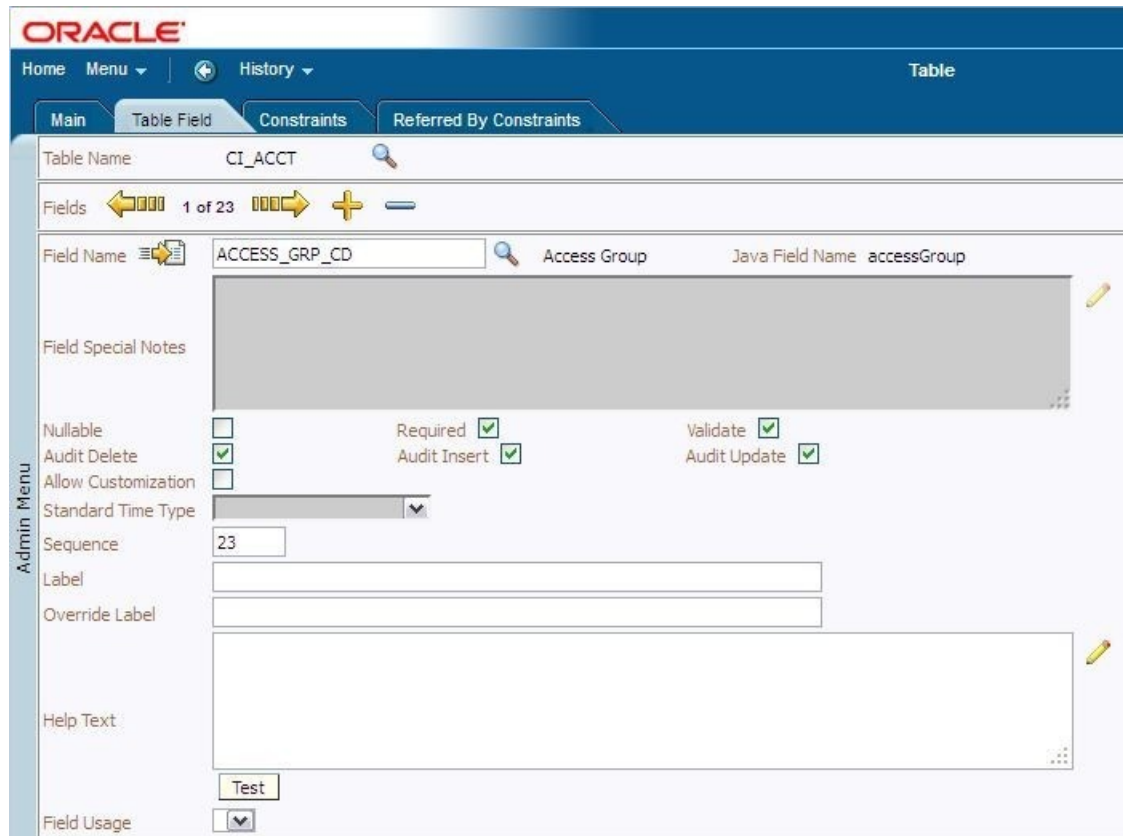 ORACLE
Home Menu History Table
Main Table Field Constraints Referred By Constraints
Table Name CI_ACCT
Fields 1 of 23
Field Name ACCESS_GRP_CD Access Group Java Field Name accessGroup
Field Special Notes
Nullable Required Validate
Audit Delete Audit Insert Audit Update
Allow Customization
Standard Time Type
Sequence 23
Label
Override Label
Help Text
Test
Field Usage
Admin Menu